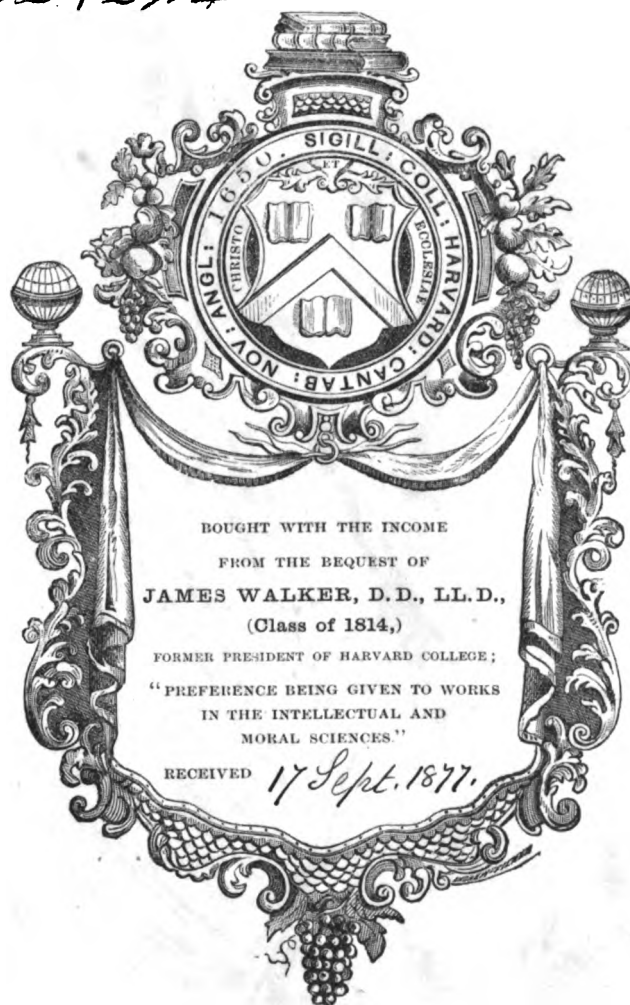 SIGILL: COLL: HARVARD: CANTAB: NOV: ANGL: 1650.
ET
CHRISTO
ECCLESIAE
BOUGHT WITH THE INCOME
FROM THE BEQUEST OF
JAMES WALKER, D.D., LL.D.,
(Class of 1814,)
FORMER PRESIDENT OF HARVARD COLLEGE;
"PREFERENCE BEING GIVEN TO WORKS
IN THE INTELLECTUAL AND
MORAL SCIENCES."
RECEIVED 17 Sept. 1877.